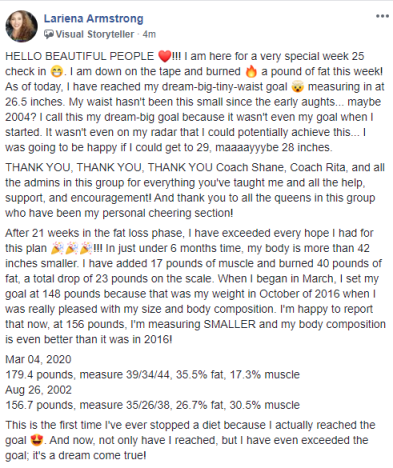 Lariena Armstrong
Visual Storyteller · 4m
HELLO BEAUTIFUL PEOPLE ❤️!!! I am here for a very special week 25
check in 😁. I am down on the tape and burned 🔥 a pound of fat this week!
As of today, I have reached my dream-big-tiny-waist goal 🤯 measuring in at
26.5 inches. My waist hasn't been this small since the early aughts... maybe
2004? I call this my dream-big goal because it wasn't even my goal when I
started. It wasn't even on my radar that I could potentially achieve this... I
was going to be happy if I could get to 29, maaaayyybe 28 inches.
THANK YOU, THANK YOU, THANK YOU Coach Shane, Coach Rita, and all
the admins in this group for everything you've taught me and all the help,
support, and encouragement! And thank you to all the queens in this group
who have been my personal cheering section!
After 21 weeks in the fat loss phase, I have exceeded every hope I had for
this plan 🎉🎉🎉!!! In just under 6 months time, my body is more than 42
inches smaller. I have added 17 pounds of muscle and burned 40 pounds of
fat, a total drop of 23 pounds on the scale. When I began in March, I set my
goal at 148 pounds because that was my weight in October of 2016 when I
was really pleased with my size and body composition. I'm happy to report
that now, at 156 pounds, I'm measuring SMALLER and my body composition
is even better than it was in 2016!
Mar 04, 2020
179.4 pounds, measure 39/34/44, 35.5% fat, 17.3% muscle
Aug 26, 2002
156.7 pounds, measure 35/26/38, 26.7% fat, 30.5% muscle
This is the first time I've ever stopped a diet because I actually reached the
goal 🤩. And now, not only have I reached, but I have even exceeded the
goal; it's a dream come true!